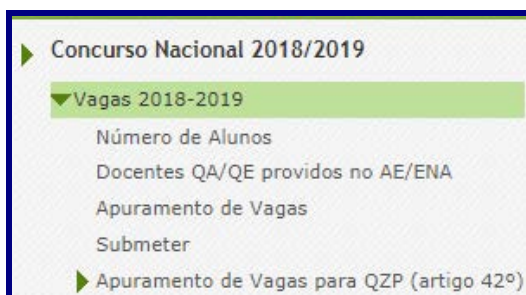 Concurso Nacional 2018/2019
Vagas 2018-2019
Número de Alunos
Docentes QA/QE providos no AE/ENA
Apuramento de Vagas
Submeter
Apuramento de Vagas para QZP (artigo 42º)